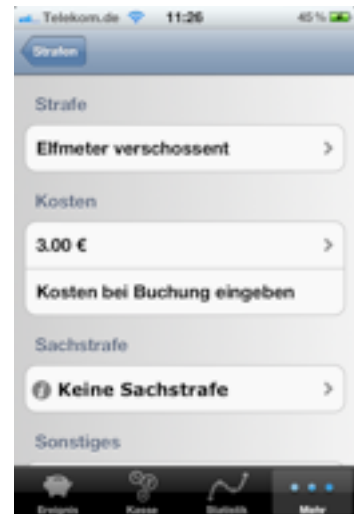 Telekom.de 11:26 45 %
Strafen
Strafe
Elfmeter verschossent
Kosten
3.00 €
Kosten bei Buchung eingeben
Sachstrafe
Keine Sachstrafe
Sonstiges
Ereignis Kasse Statistik Mehr